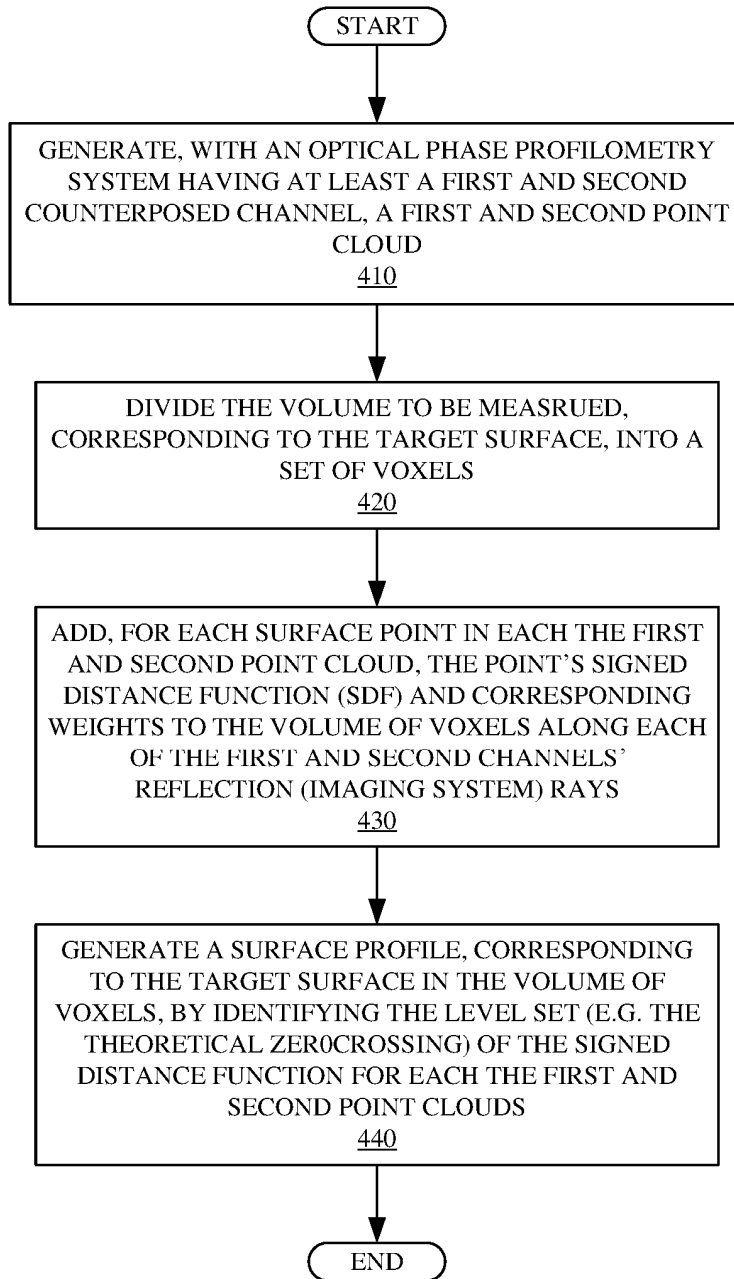 START
GENERATE, WITH AN OPTICAL PHASE PROFILOMETRY
SYSTEM HAVING AT LEAST A FIRST AND SECOND
COUNTERPOSED CHANNEL, A FIRST AND SECOND POINT
CLOUD
410
DIVIDE THE VOLUME TO BE MEASRUED,
CORRESPONDING TO THE TARGET SURFACE, INTO A
SET OF VOXELS
420
ADD, FOR EACH SURFACE POINT IN EACH THE FIRST
AND SECOND POINT CLOUD, THE POINT'S SIGNED
DISTANCE FUNCTION (SDF) AND CORRESPONDING
WEIGHTS TO THE VOLUME OF VOXELS ALONG EACH
OF THE FIRST AND SECOND CHANNELS'
REFLECTION (IMAGING SYSTEM) RAYS
430
GENERATE A SURFACE PROFILE, CORRESPONDING
TO THE TARGET SURFACE IN THE VOLUME OF
VOXELS, BY IDENTIFYING THE LEVEL SET (E.G. THE
THEORETICAL ZER0CROSSING) OF THE SIGNED
DISTANCE FUNCTION FOR EACH THE FIRST AND
SECOND POINT CLOUDS
440
END